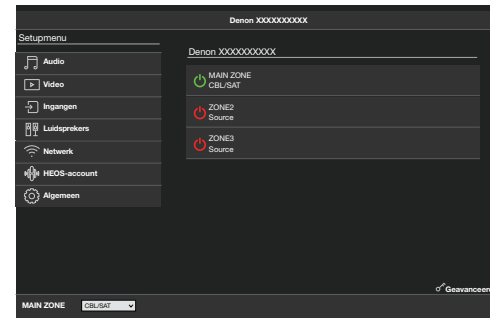 Denon XXXXXXXXXX
Setupmenu
Audio
Video
Ingangen
Luidsprekers
Netwerk
HEOS-account
Algemeen
Denon XXXXXXXXXX
MAIN ZONE
CBL/SAT
ZONE2
Source
ZONE3
Source
Geavanceer
MAIN ZONE CBL/SAT